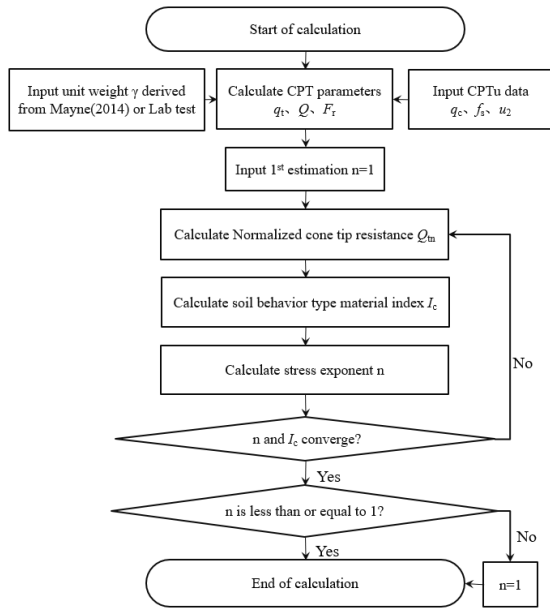 Start of calculation
Input unit weight γ derived
from Mayne(2014) or Lab test
Calculate CPT parameters
qt、Q、Fr
Input CPTu data
qc、fs、u2
Input 1st estimation n=1
Calculate Normalized cone tip resistance Qtn
Calculate soil behavior type material index Ic
Calculate stress exponent n
No
n and Ic converge?
Yes
n is less than or equal to 1?
No
Yes
End of calculation
n=1